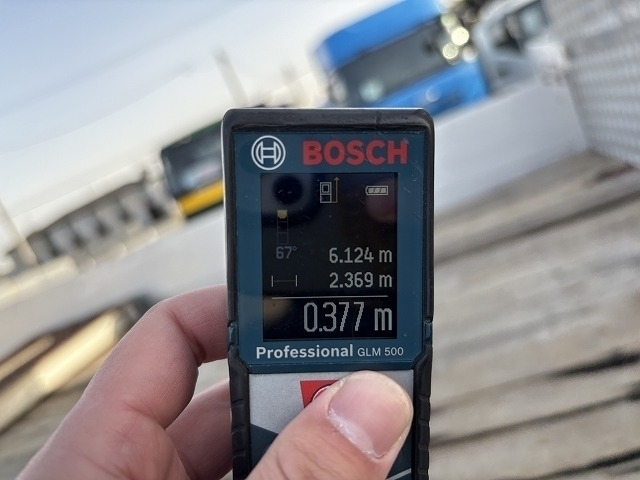 BOSCH
67°
6.124 m
2.369 m
0.377 m
Professional GLM 500